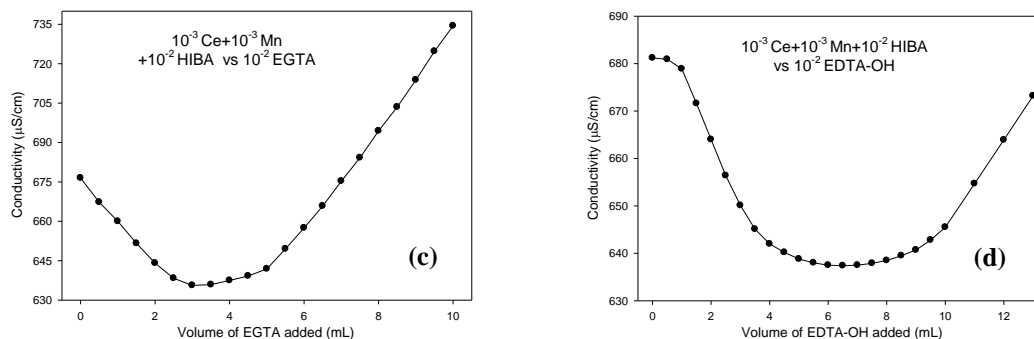 735
720
705
690
675
660
645
630
Conductivity (µS/cm)
10⁻³ Ce+10⁻³ Mn
+10⁻² HIBA vs 10⁻² EGTA
(c)
0 2 4 6 8 10
Volume of EGTA added (mL)
690
680
670
660
650
640
630
Conductivity (µS/cm)
10⁻³ Ce+10⁻³ Mn+10⁻² HIBA
vs 10⁻² EDTA-OH
(d)
0 2 4 6 8 10 12
Volume of EDTA-OH added (mL)